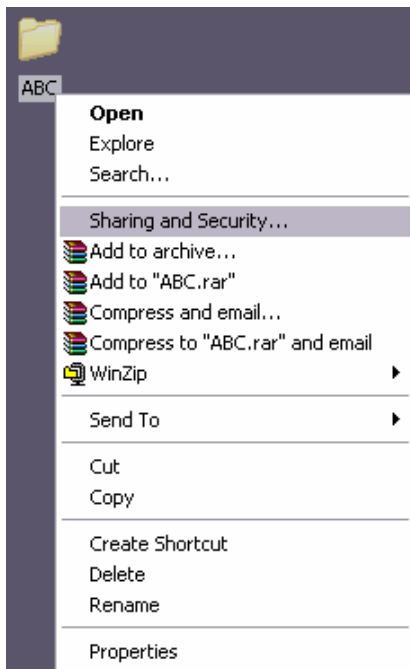 ABC
Open
Explore
Search...
Sharing and Security...
Add to archive...
Add to "ABC.rar"
Compress and email...
Compress to "ABC.rar" and email
WinZip
Send To
Cut
Copy
Create Shortcut
Delete
Rename
Properties